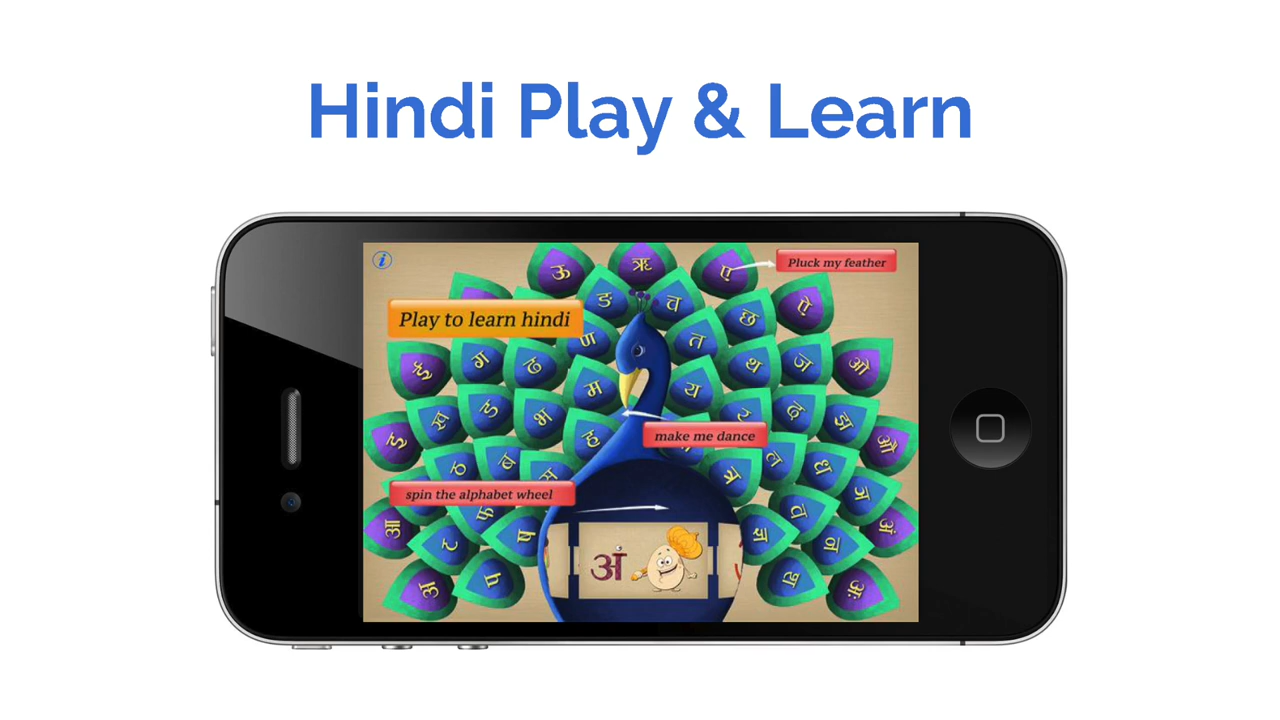 Hindi Play & Learn
i
Pluck my feather
Play to learn hindi
make me dance
spin the alphabet wheel
ऊ ऋ ए
ङ च छ ऐ
ण त
ई ग थ ज ओ
म य
इ ख ङ भ द झ औ
ठ ब ल घ
आ र व ञ अं
ष न
अ प श अः
अं